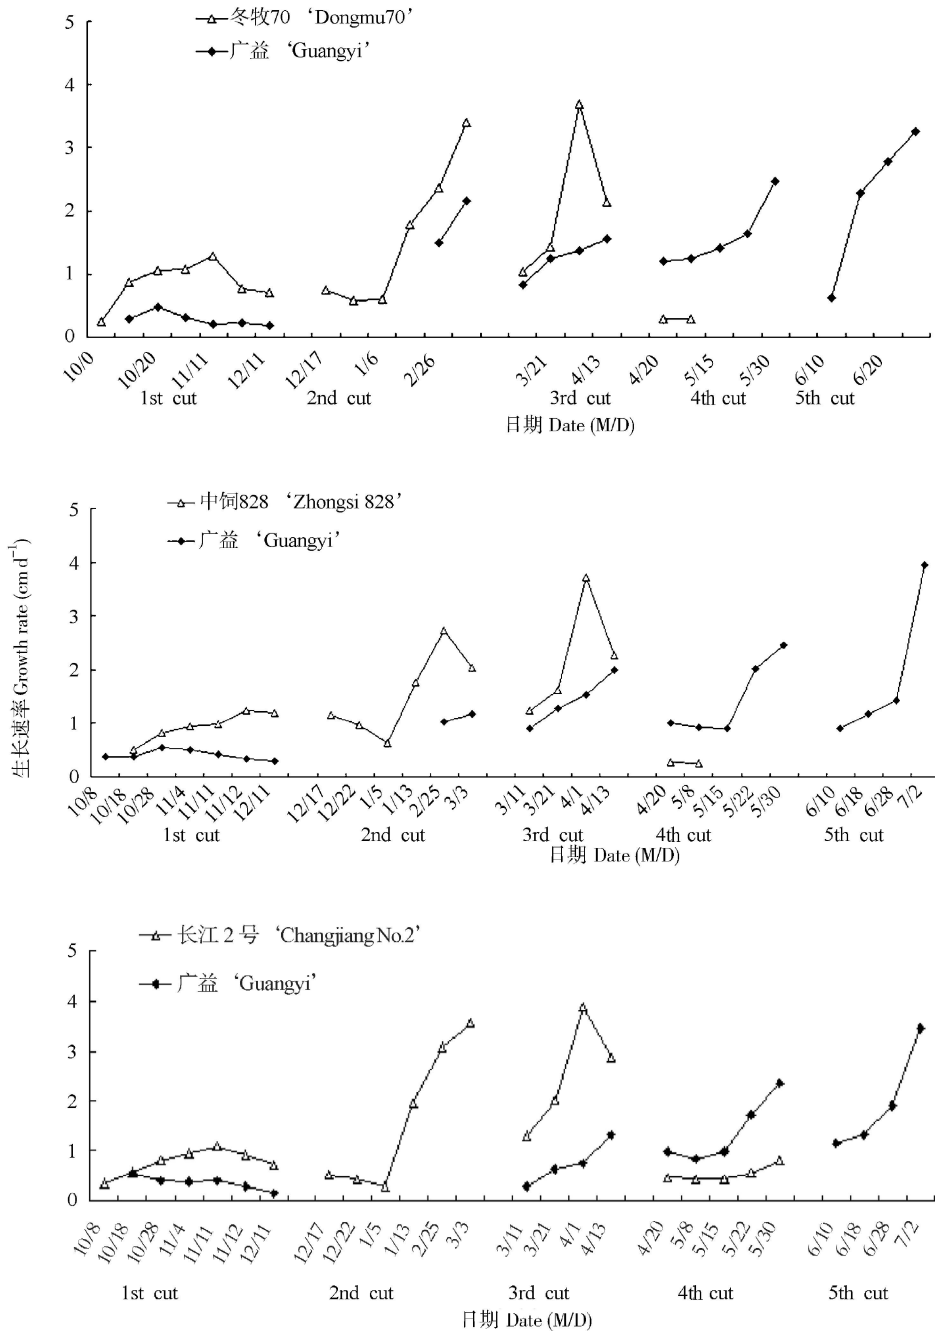 冬牧70 ‘Dongmu70’
广益 ‘Guangyi’
5
4
3
2
1
0
10/0 10/20 11/11 12/11 12/17 1/6 2/26 3/21 4/13 4/20 5/15 5/30 6/10 6/20
1st cut 2nd cut 3rd cut 4th cut 5th cut
日期 Date (M/D)
生长速率 Growth rate (cm d⁻¹)
中饲828 ‘Zhongsi 828’
广益 ‘Guangyi’
5
4
3
2
1
0
10/8 10/18 10/28 11/4 11/11 11/12 12/11 12/17 12/22 1/5 1/13 2/25 3/3 3/11 3/21 4/1 4/13 4/20 5/8 5/15 5/22 5/30 6/10 6/18 6/28 7/2
1st cut 2nd cut 3rd cut 4th cut 5th cut
日期 Date (M/D)
长江 2 号 ‘Changjiang No.2’
广益 ‘Guangyi’
5
4
3
2
1
0
10/8 10/18 10/28 11/4 11/11 11/12 12/11 12/17 12/22 1/5 1/13 2/25 3/3 3/11 3/21 4/1 4/13 4/20 5/8 5/15 5/22 5/30 6/10 6/18 6/28 7/2
1st cut 2nd cut 3rd cut 4th cut 5th cut
日期 Date (M/D)